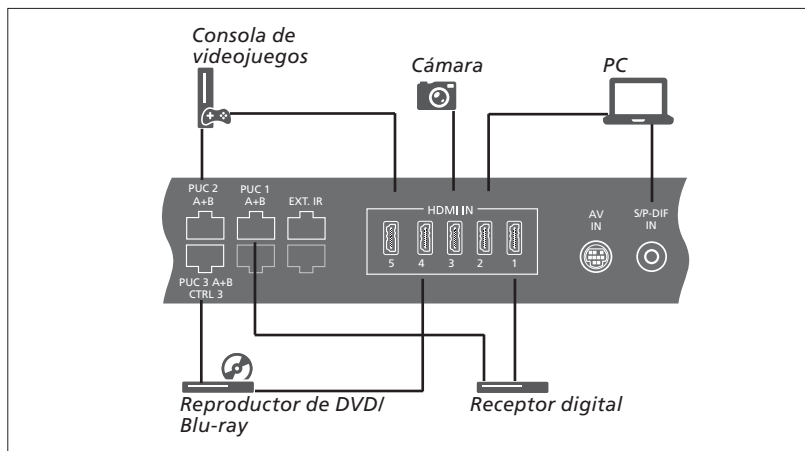 Consola de
videojuegos
Cámara
PC
PUC 2
A+B
PUC 1
A+B
EXT. IR
HDMI IN
AV
IN
S/P-DIF
IN
5
4
3
2
1
PUC 3 A+B
CTRL 3
Reproductor de DVD/
Blu-ray
Receptor digital